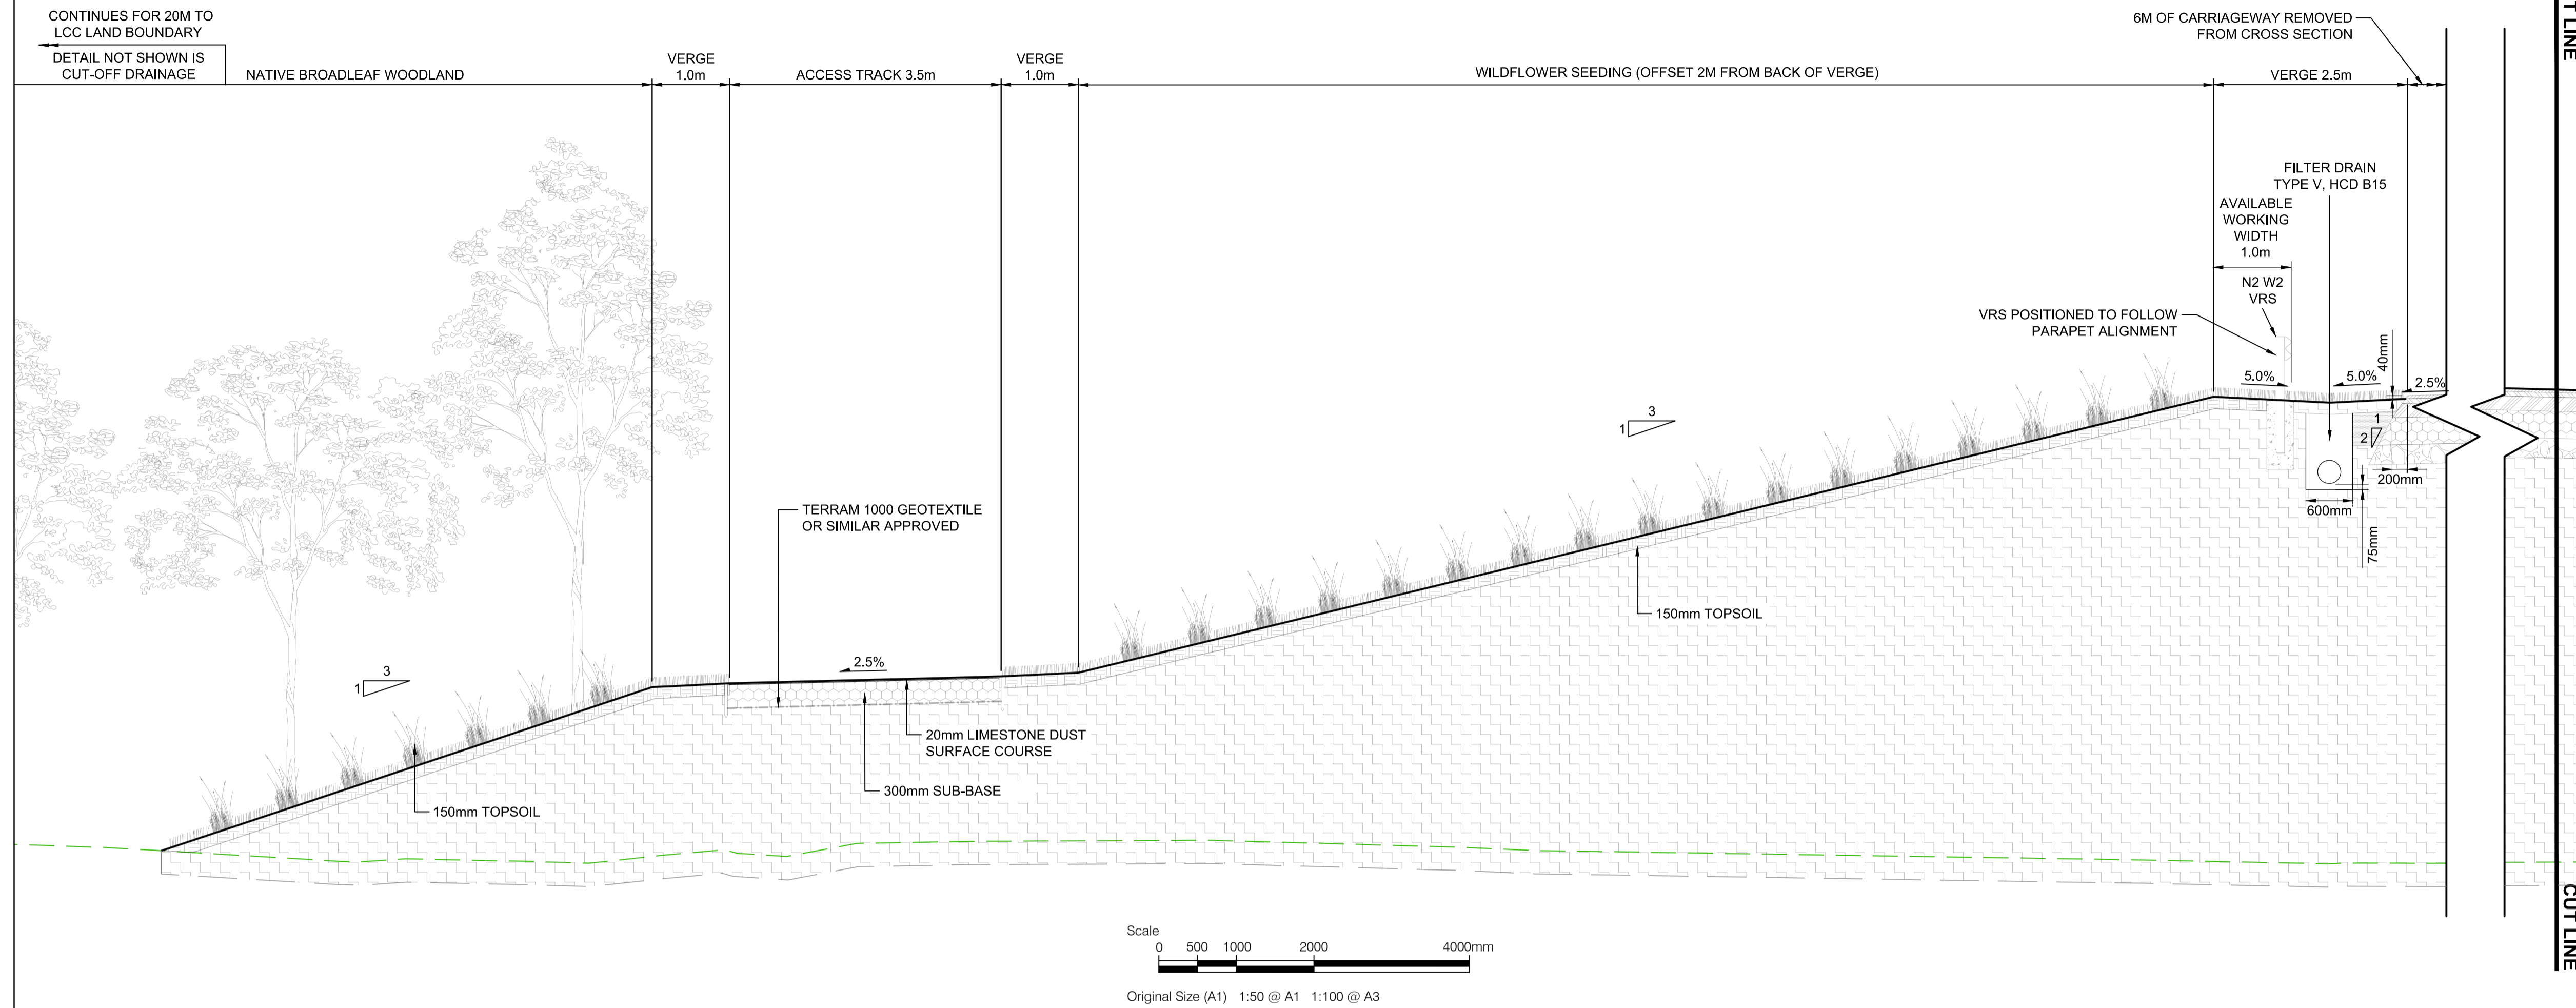 CONTINUES FOR 20M TO
LCC LAND BOUNDARY
DETAIL NOT SHOWN IS
CUT-OFF DRAINAGE
NATIVE BROADLEAF WOODLAND
VERGE
1.0m
ACCESS TRACK 3.5m
VERGE
1.0m
WILDFLOWER SEEDING (OFFSET 2M FROM BACK OF VERGE)
VERGE 2.5m
6M OF CARRIAGEWAY REMOVED
FROM CROSS SECTION
FILTER DRAIN
TYPE V, HCD B15
AVAILABLE
WORKING
WIDTH
1.0m
N2 W2
VRS
VRS POSITIONED TO FOLLOW
PARAPET ALIGNMENT
5.0%
5.0%
40mm
2.5%
1
2
200mm
600mm
75mm
3
1
TERRAM 1000 GEOTEXTILE
OR SIMILAR APPROVED
150mm TOPSOIL
2.5%
3
1
20mm LIMESTONE DUST
SURFACE COURSE
300mm SUB-BASE
150mm TOPSOIL
LINE
CUT LINE
Scale
0 500 1000 2000 4000mm
Original Size (A1) 1:50 @ A1 1:100 @ A3